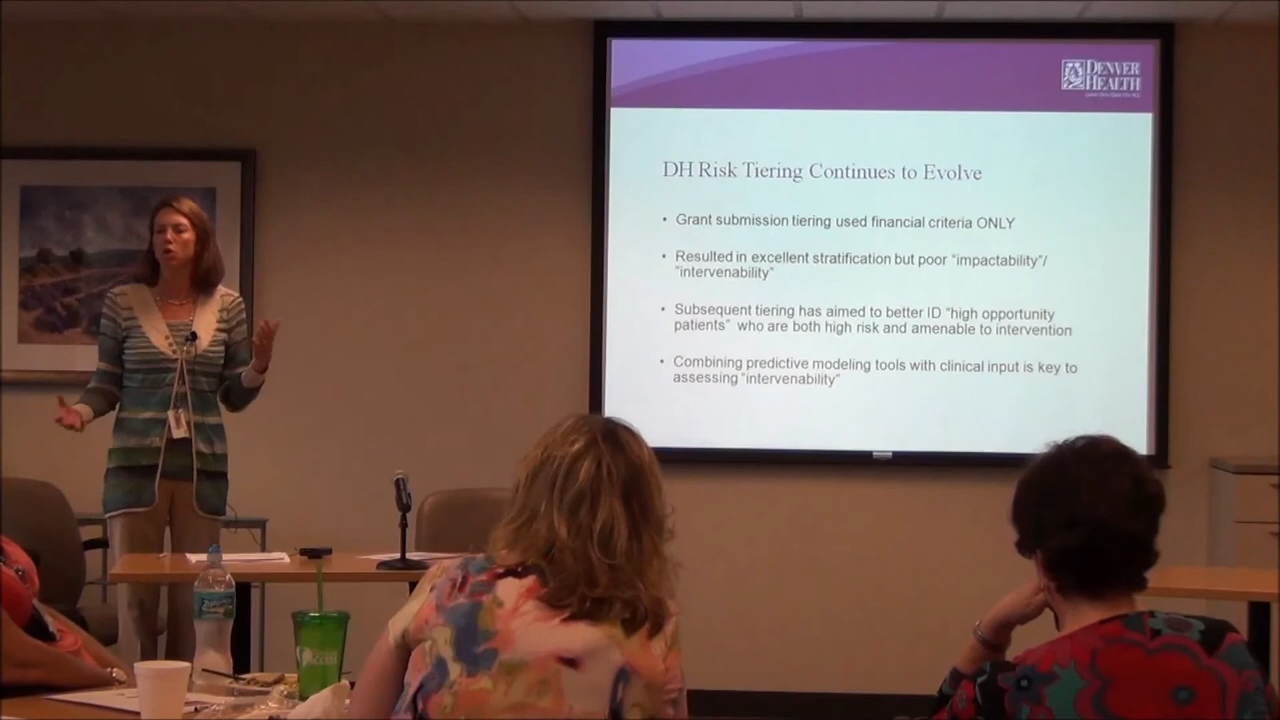 DENVER
HEALTH
DH Risk Tiering Continues to Evolve
• Grant submission tiering used financial criteria ONLY
• Resulted in excellent stratification but poor "impactability"/
"intervenability"
• Subsequent tiering has aimed to better ID "high opportunity
patients" who are both high risk and amenable to intervention
• Combining predictive modeling tools with clinical input is key to
assessing "intervenability"
ACCESS